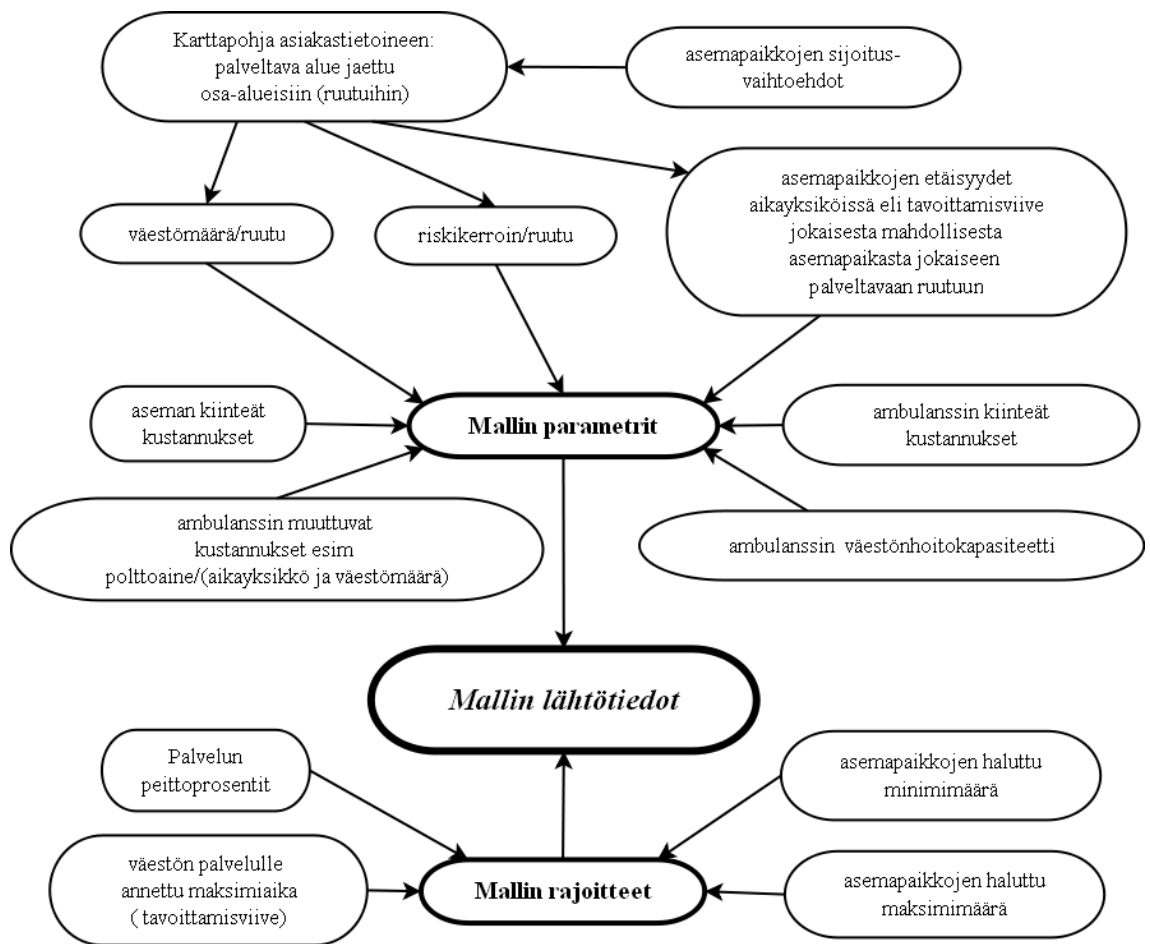 Karttapohja asiakastietoineen:
palveltava alue jaettu
osa-alueisiin (ruutuihin)
asemapaikkojen sijoitus-
vaihtoehdot
väestömäärä/ruutu
riskikerroin/ruutu
asemapaikkojen etäisyydet
aikayksiköissä eli tavoittamisviive
jokaisesta mahdollisesta
asemapaikasta jokaiseen
palveltavaan ruutuun
aseman kiinteät
kustannukset
Mallin parametrit
ambulanssin kiinteät
kustannukset
ambulanssin muuttuvat
kustannukset esim
polttoaine/(aikayksikkö ja väestömäärä)
ambulanssin väestönhoitokapasiteetti
Mallin lähtötiedot
Palvelun
peittoprosentit
asemapaikkojen haluttu
minimimäärä
väestön palvelulle
annettu maksimiaika
( tavoittamisviive)
Mallin rajoitteet
asemapaikkojen haluttu
maksimimäärä